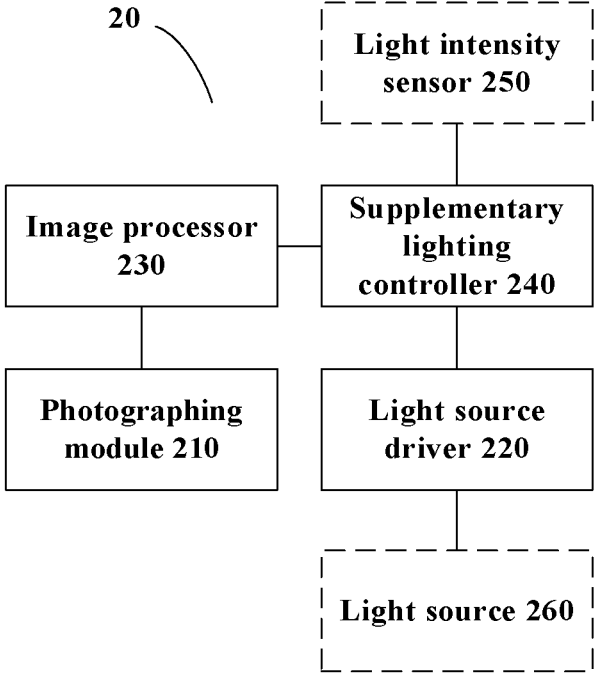 20
Light intensity
sensor 250
Image processor
230
Supplementary
lighting
controller 240
Photographing
module 210
Light source
driver 220
Light source 260